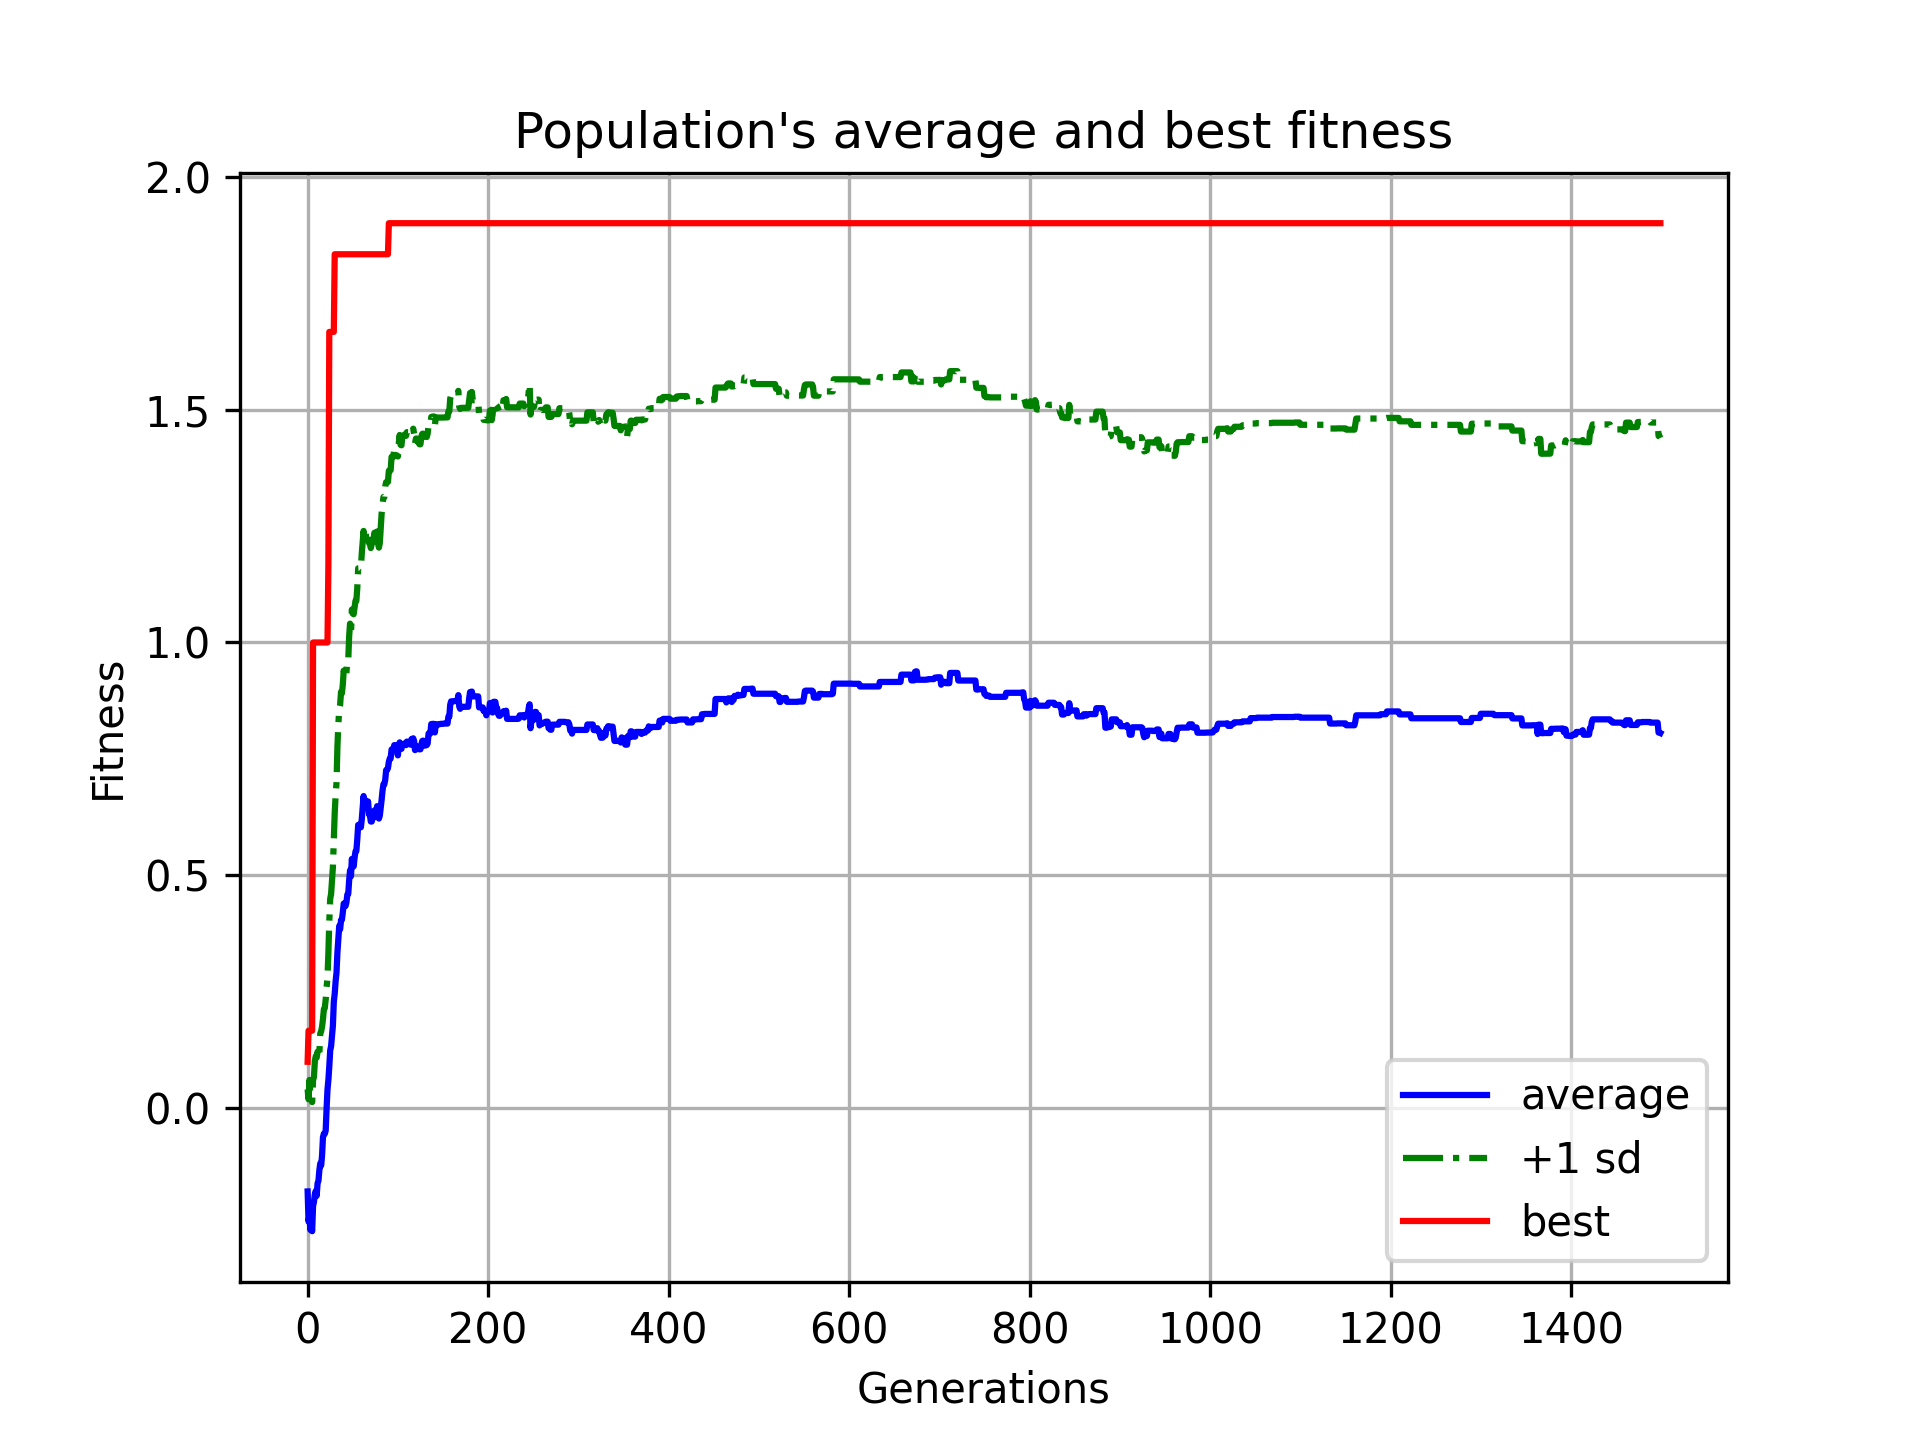 Population's average and best fitness
2.0
1.5
1.0
0.5
0.0
Fitness
0 200 400 600 800 1000 1200 1400
Generations
average
+1 sd
best